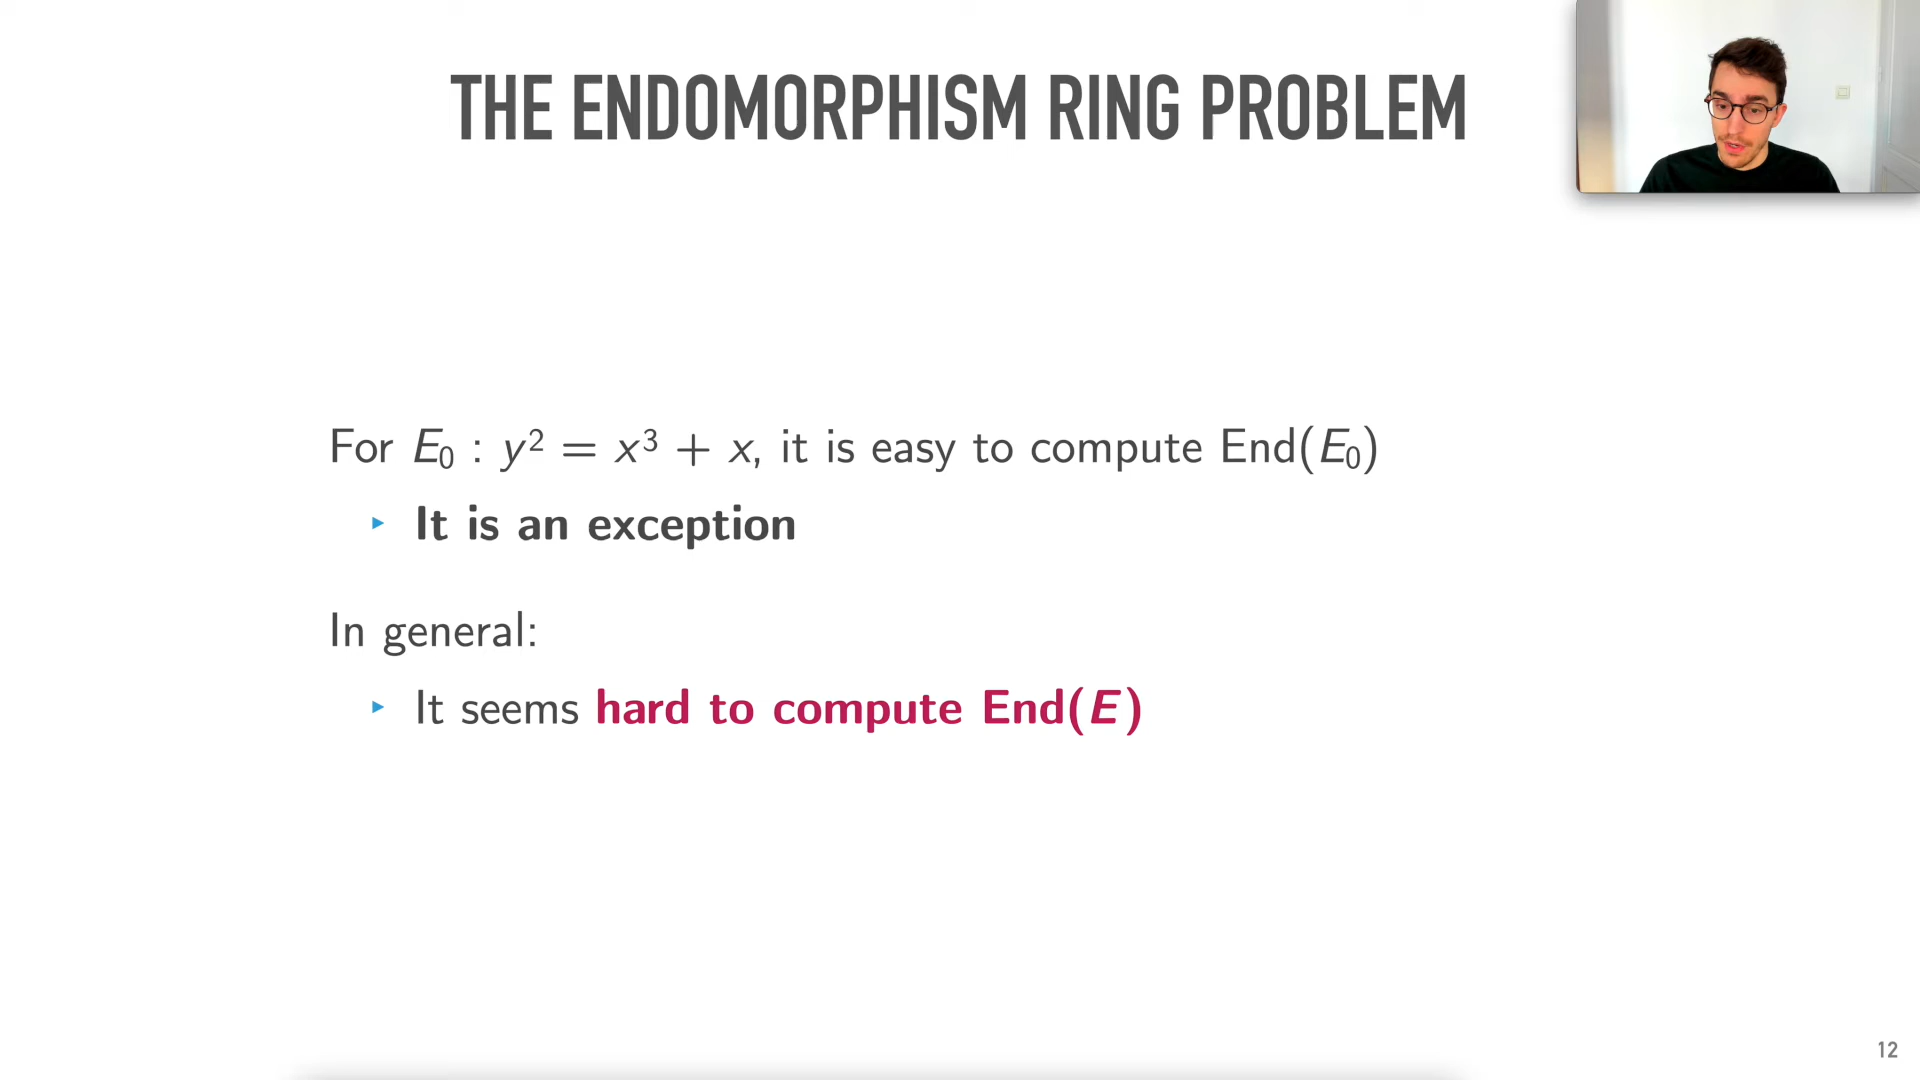 THE ENDOMORPHISM RING PROBLEM
For E₀ : y² = x³ + x, it is easy to compute End(E₀)
‣ It is an exception
In general:
‣ It seems hard to compute End(E)
12